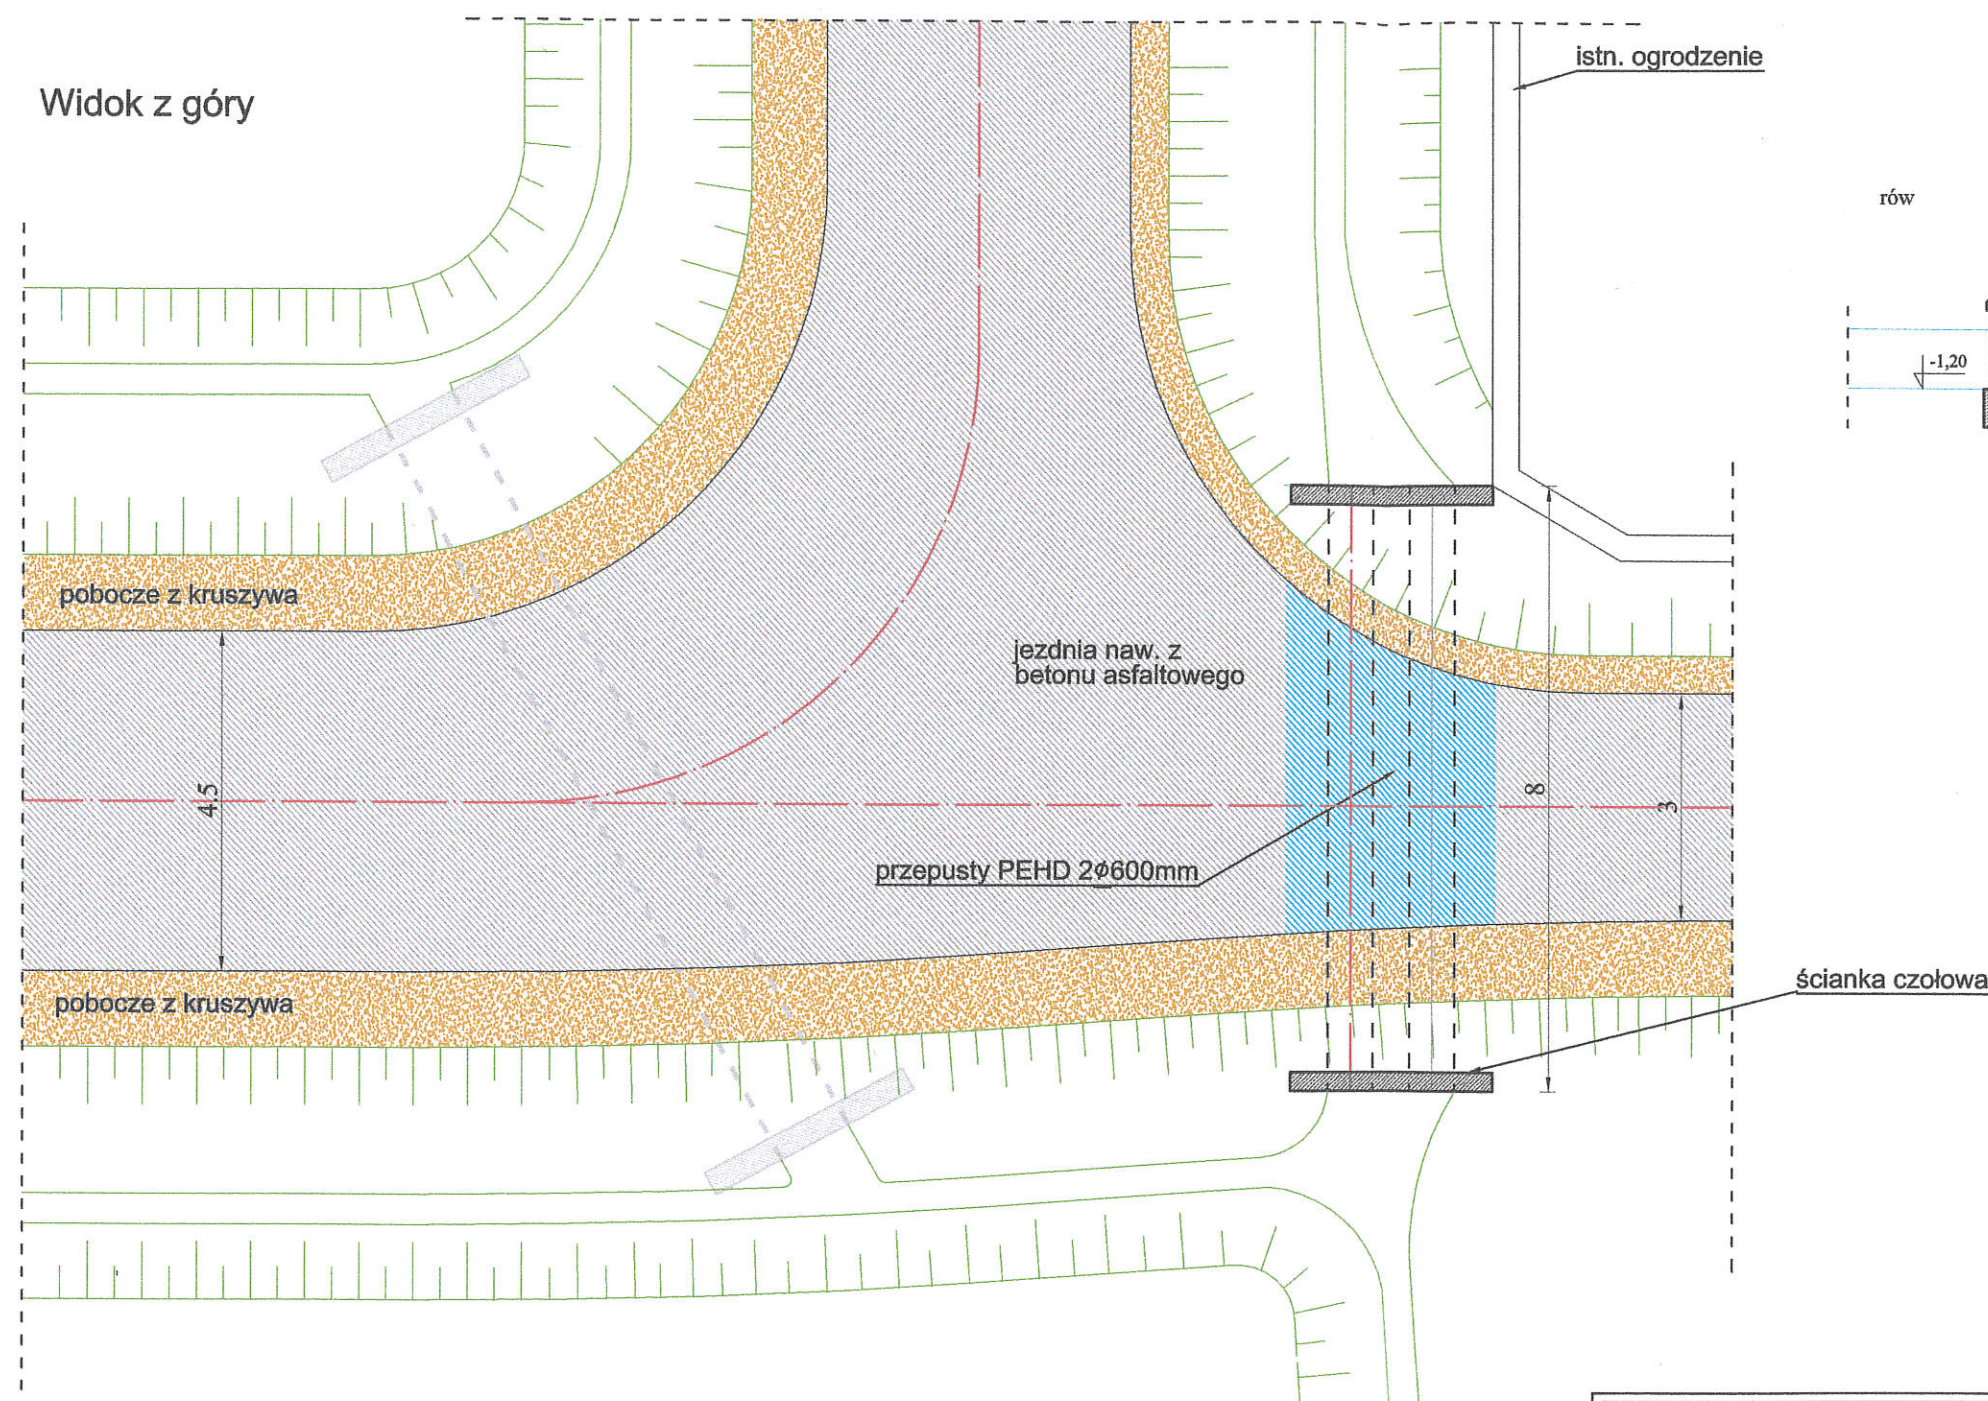 Widok z góry
istn. ogrodzenie
rów
-1,20
pobocze z kruszywa
jezdnia naw. z
betonu asfaltowego
4.5
8
3
przepusty PEHD 2ϕ600mm
ścianka czołowa
pobocze z kruszywa